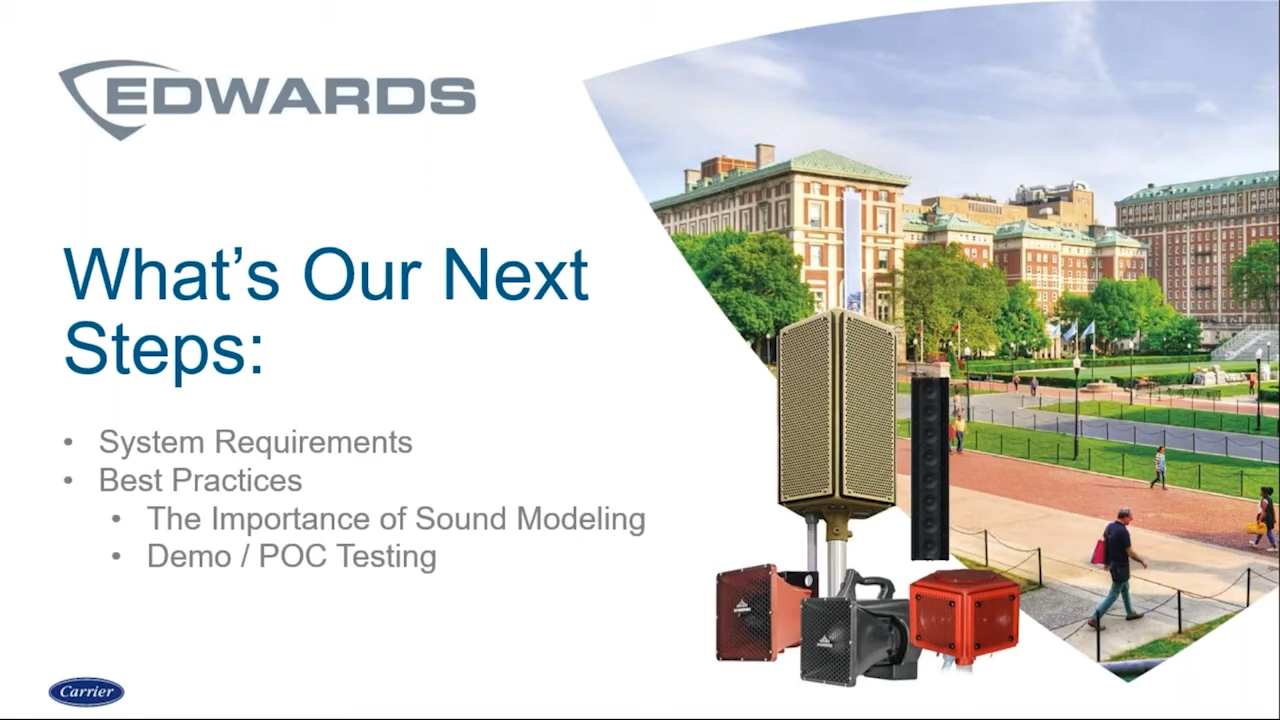 EDWARDS
What's Our Next
Steps:
• System Requirements
• Best Practices
• The Importance of Sound Modeling
• Demo / POC Testing
Carrier